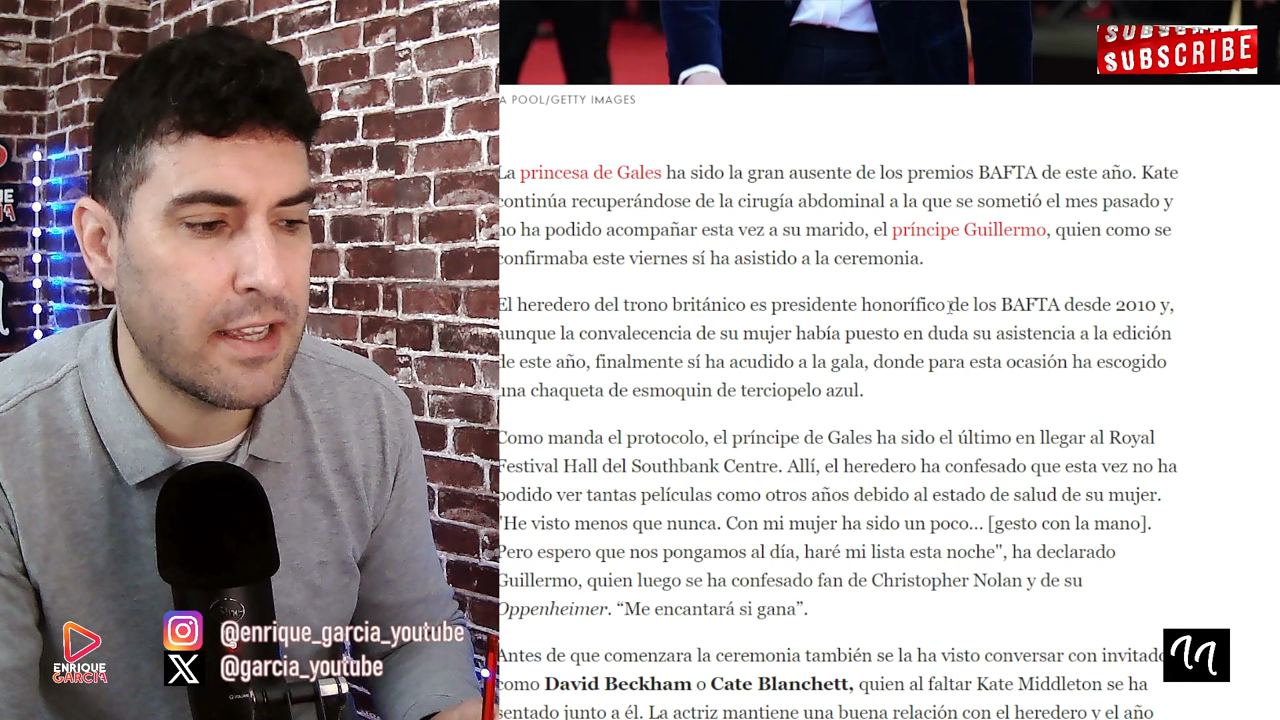 SUBSCRIBE
SUBSCRIBE
A POOL/GETTY IMAGES
La princesa de Gales ha sido la gran ausente de los premios BAFTA de este año. Kate
continúa recuperándose de la cirugía abdominal a la que se sometió el mes pasado y
no ha podido acompañar esta vez a su marido, el príncipe Guillermo, quien como se
confirmaba este viernes sí ha asistido a la ceremonia.
El heredero del trono británico es presidente honorífico de los BAFTA desde 2010 y,
aunque la convalecencia de su mujer había puesto en duda su asistencia a la edición
de este año, finalmente sí ha acudido a la gala, donde para esta ocasión ha escogido
una chaqueta de esmoquin de terciopelo azul.
Como manda el protocolo, el príncipe de Gales ha sido el último en llegar al Royal
Festival Hall del Southbank Centre. Allí, el heredero ha confesado que esta vez no ha
podido ver tantas películas como otros años debido al estado de salud de su mujer.
"He visto menos que nunca. Con mi mujer ha sido un poco... [gesto con la mano].
Pero espero que nos pongamos al día, haré mi lista esta noche", ha declarado
Guillermo, quien luego se ha confesado fan de Christopher Nolan y de su
Oppenheimer. “Me encantará si gana”.
Antes de que comenzara la ceremonia también se la ha visto conversar con invitado
como David Beckham o Cate Blanchett, quien al faltar Kate Middleton se ha
sentado junto a él. La actriz mantiene una buena relación con el heredero y el año
@enrique_garcia_youtube
@garcia_youtube
ENRIQUE
GARCIA